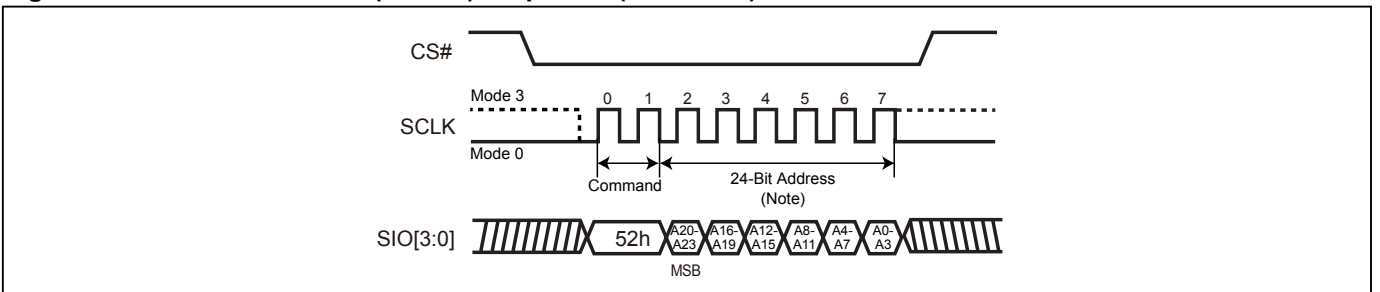 CS#
Mode 3
0 1 2 3 4 5 6 7
SCLK
Mode 0
Command
24-Bit Address
(Note)
SIO[3:0]
52h
A20-
A23
A16-
A19
A12-
A15
A8-
A11
A4-
A7
A0-
A3
MSB